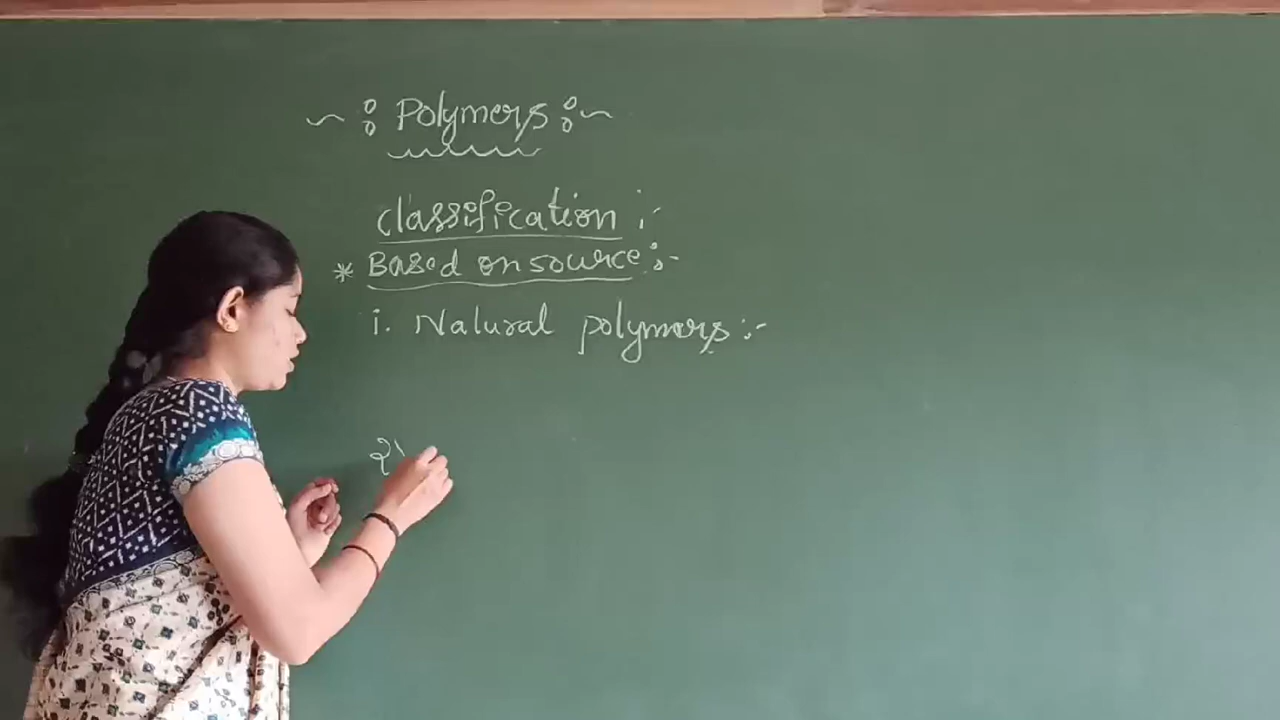 ~ : Polymers : ~
classification :-
* Based on source :-
i. Natural polymers :-